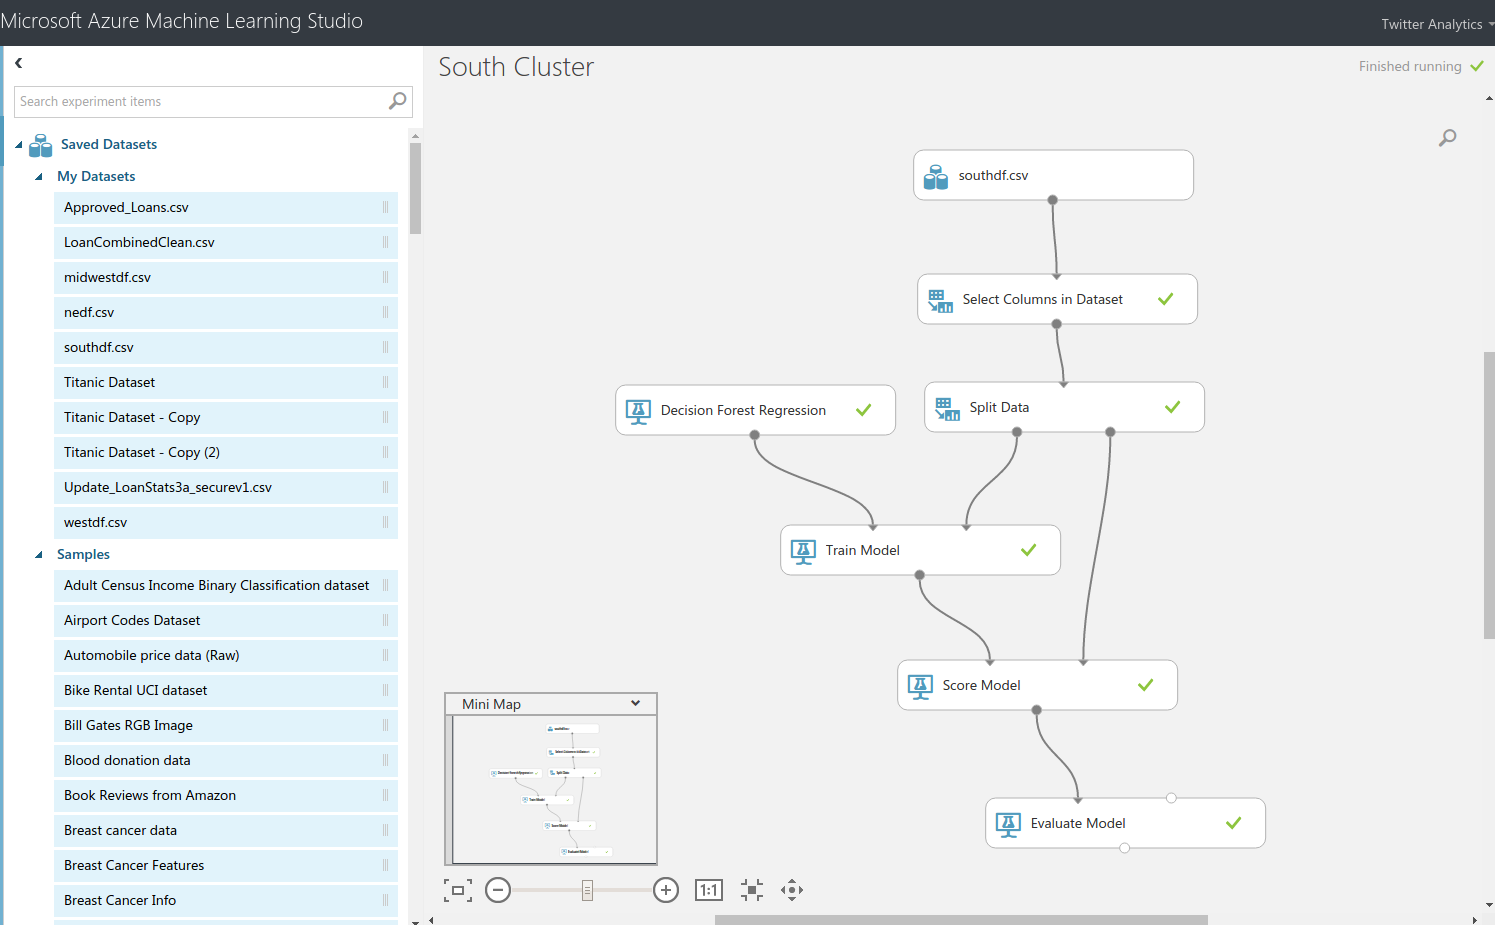 Microsoft Azure Machine Learning Studio
Twitter Analytics
South Cluster
Finished running
Search experiment items
Saved Datasets
My Datasets
Approved_Loans.csv
LoanCombinedClean.csv
midwestdf.csv
nedf.csv
southdf.csv
Titanic Dataset
Titanic Dataset - Copy
Titanic Dataset - Copy (2)
Update_LoanStats3a_securev1.csv
westdf.csv
Samples
Adult Census Income Binary Classification dataset
Airport Codes Dataset
Automobile price data (Raw)
Bike Rental UCI dataset
Bill Gates RGB Image
Blood donation data
Book Reviews from Amazon
Breast cancer data
Breast Cancer Features
Breast Cancer Info
southdf.csv
Select Columns in Dataset
Decision Forest Regression
Split Data
Train Model
Score Model
Evaluate Model
Mini Map
1:1